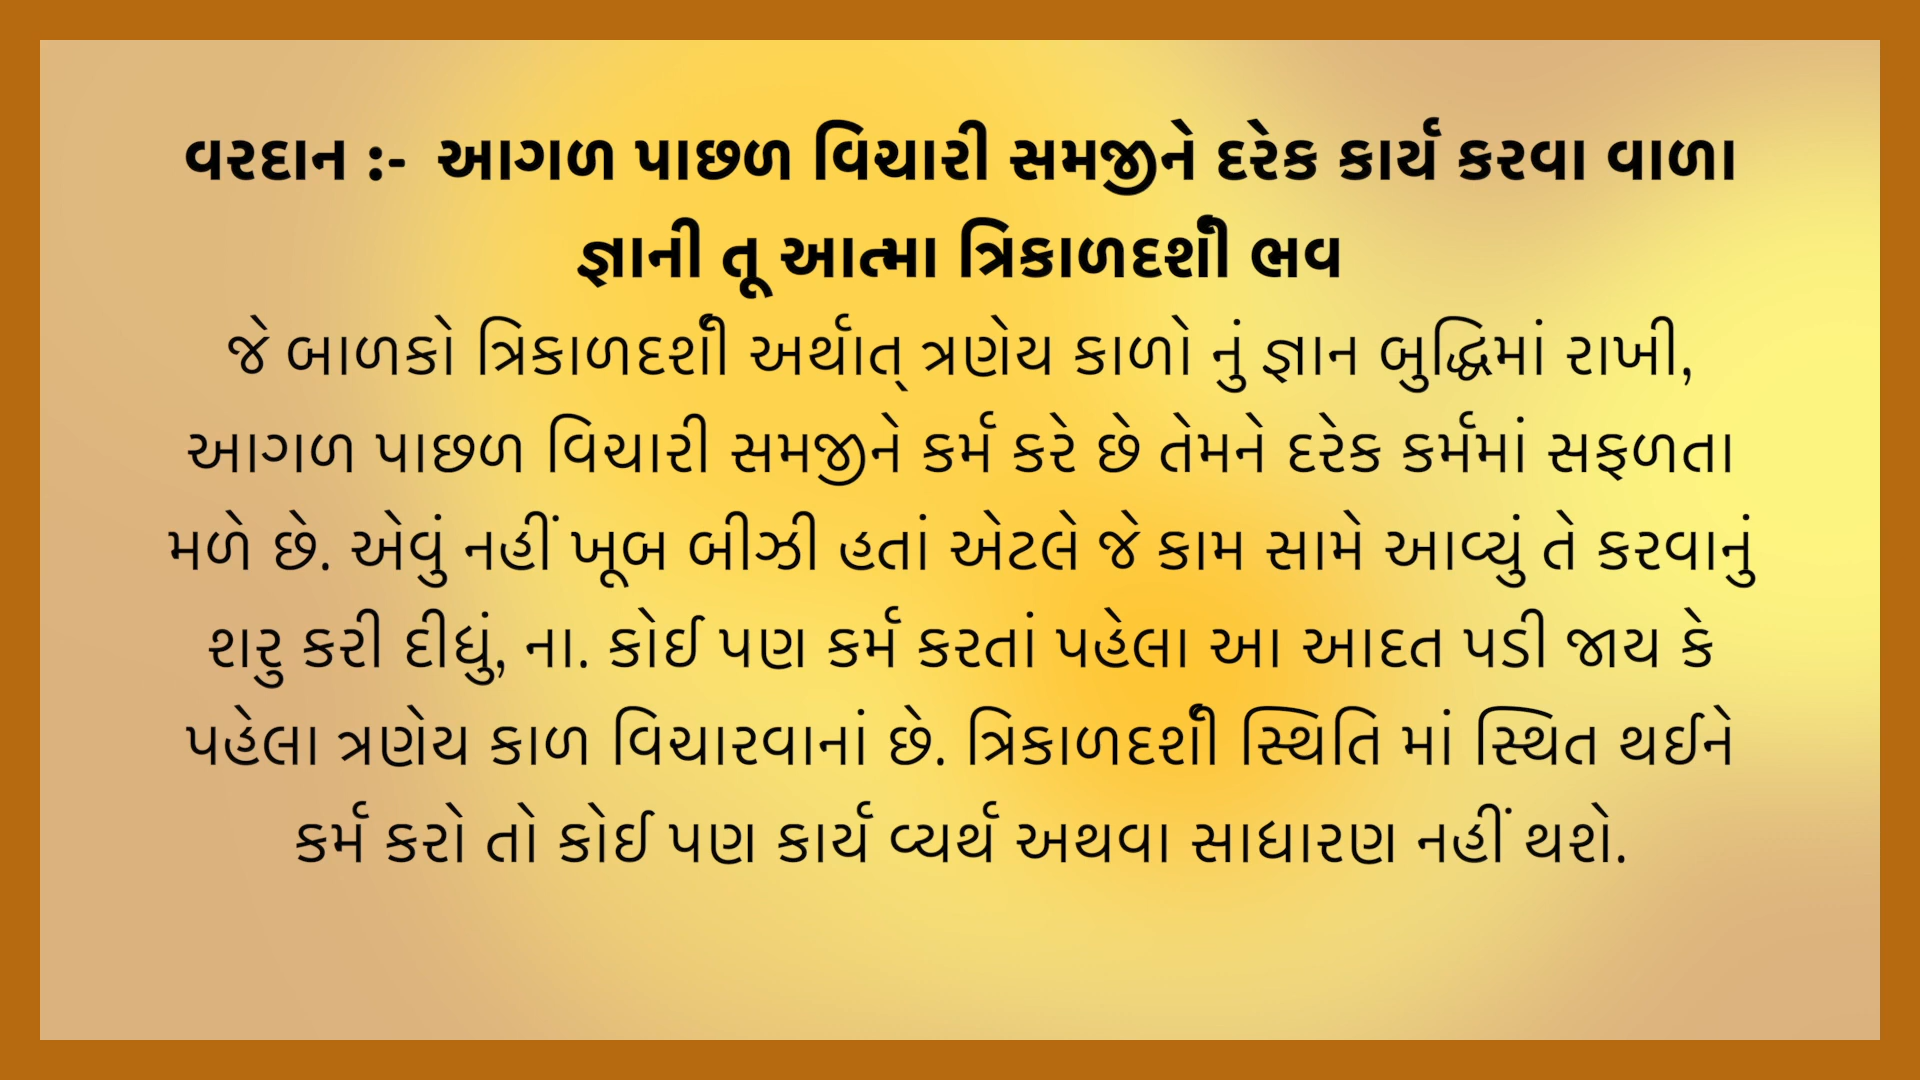 વરદાન :- આગળ પાછળ વિચારી સમજીને દરેક કાર્ય કરવા વાળા
જ્ઞાની તૂ આત્મા ત્રિકાળદર્શી ભવ
જે બાળકો ત્રિકાળદર્શી અર્થાત્ ત્રણેય કાળો નું જ્ઞાન બુદ્ધિમાં રાખી,
આગળ પાછળ વિચારી સમજીને કર્મ કરે છે તેમને દરેક કર્મમાં સફળતા
મળે છે. એવું નહીં ખૂબ બીઝી હતાં એટલે જે કામ સામે આવ્યું તે કરવાનું
શરુ કરી દીધું, ના. કોઈ પણ કર્મ કરતાં પહેલા આ આદત પડી જાય કે
પહેલા ત્રણેય કાળ વિચારવાનાં છે. ત્રિકાળદર્શી સ્થિતિ માં સ્થિત થઈને
કર્મ કરો તો કોઈ પણ કાર્ય વ્યર્થ અથવા સાધારણ નહીં થશે.